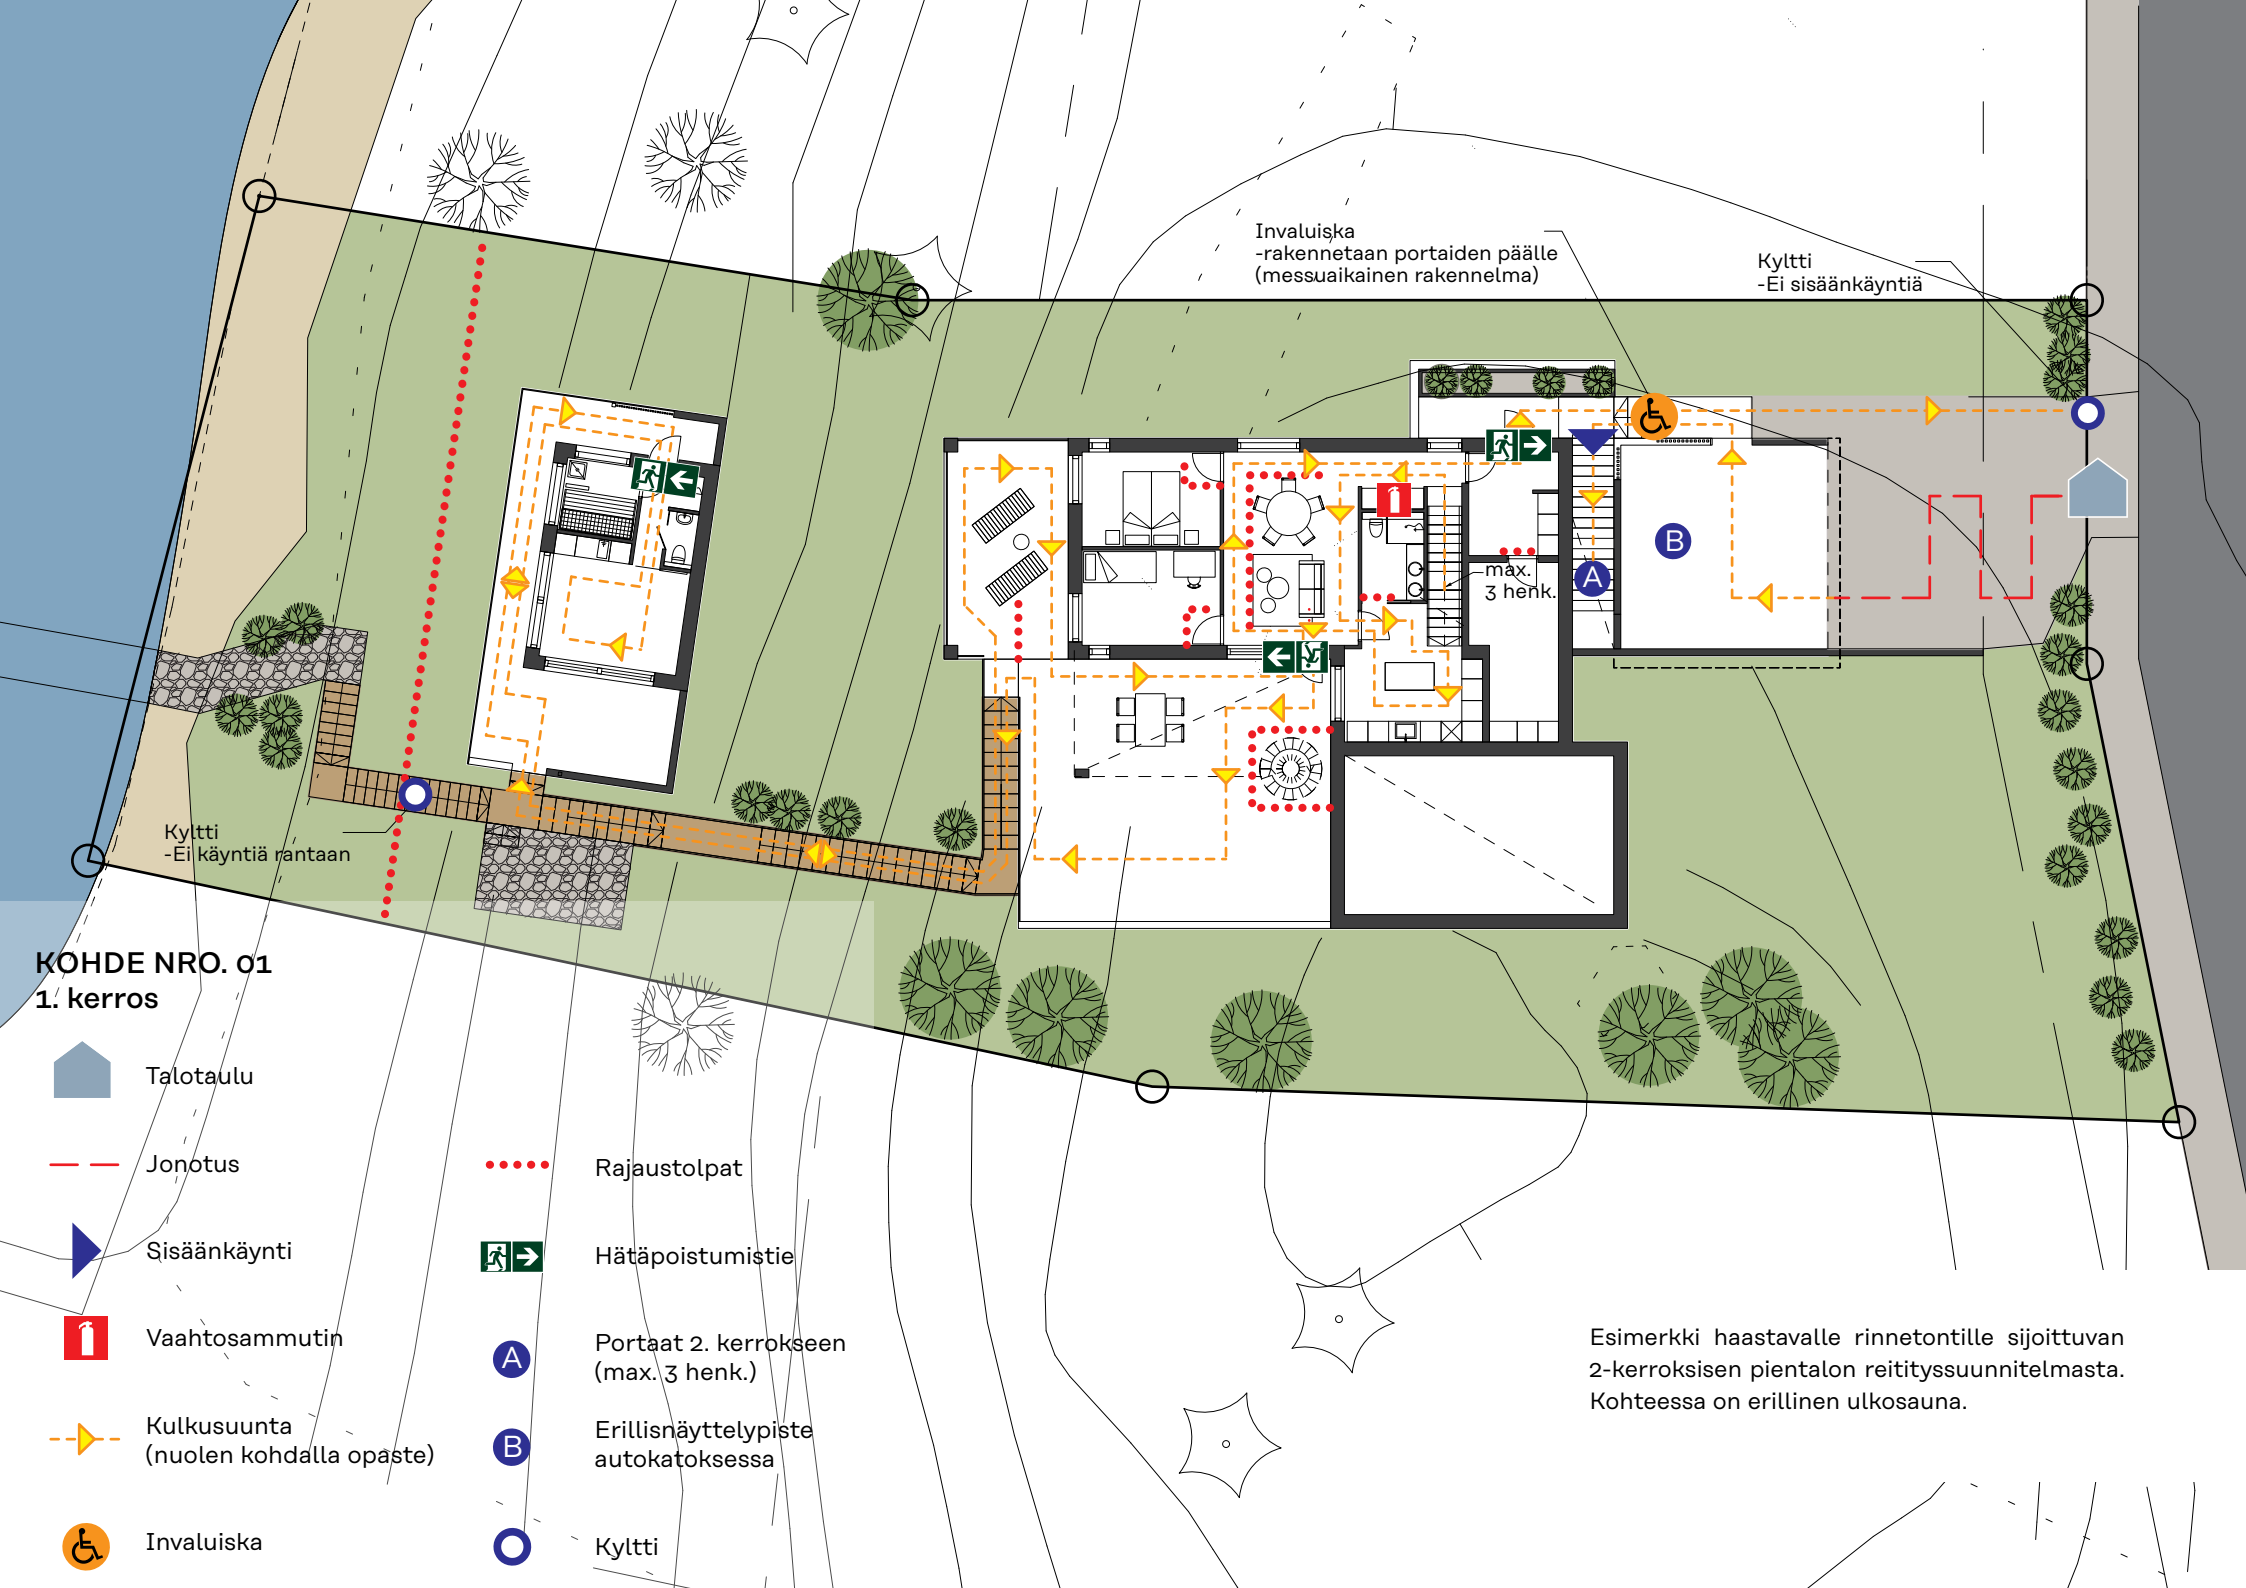 Invaluiska
-rakennetaan portaiden päälle
(messuaikainen rakennelma)
Kyltti
-Ei sisäänkäyntiä
max.
3 henk.
A
B
Kyltti
-Ei käyntiä rantaan
KOHDE NRO. 01
1. kerros
Talotaulu
Jonotus
Sisäänkäynti
Vaahtosammutin
Kulkusuunta
(nuolen kohdalla opaste)
Invaluiska
Rajaustolpat
Hätäpoistumistie
A
Portaat 2. kerrokseen
(max. 3 henk.)
B
Erillisnäyttelypiste
autokatoksessa
Kyltti
Esimerkki haastavalle rinnetontille sijoittuvan
2-kerroksisen pientalon reitityssuunnitelmasta.
Kohteessa on erillinen ulkosauna.